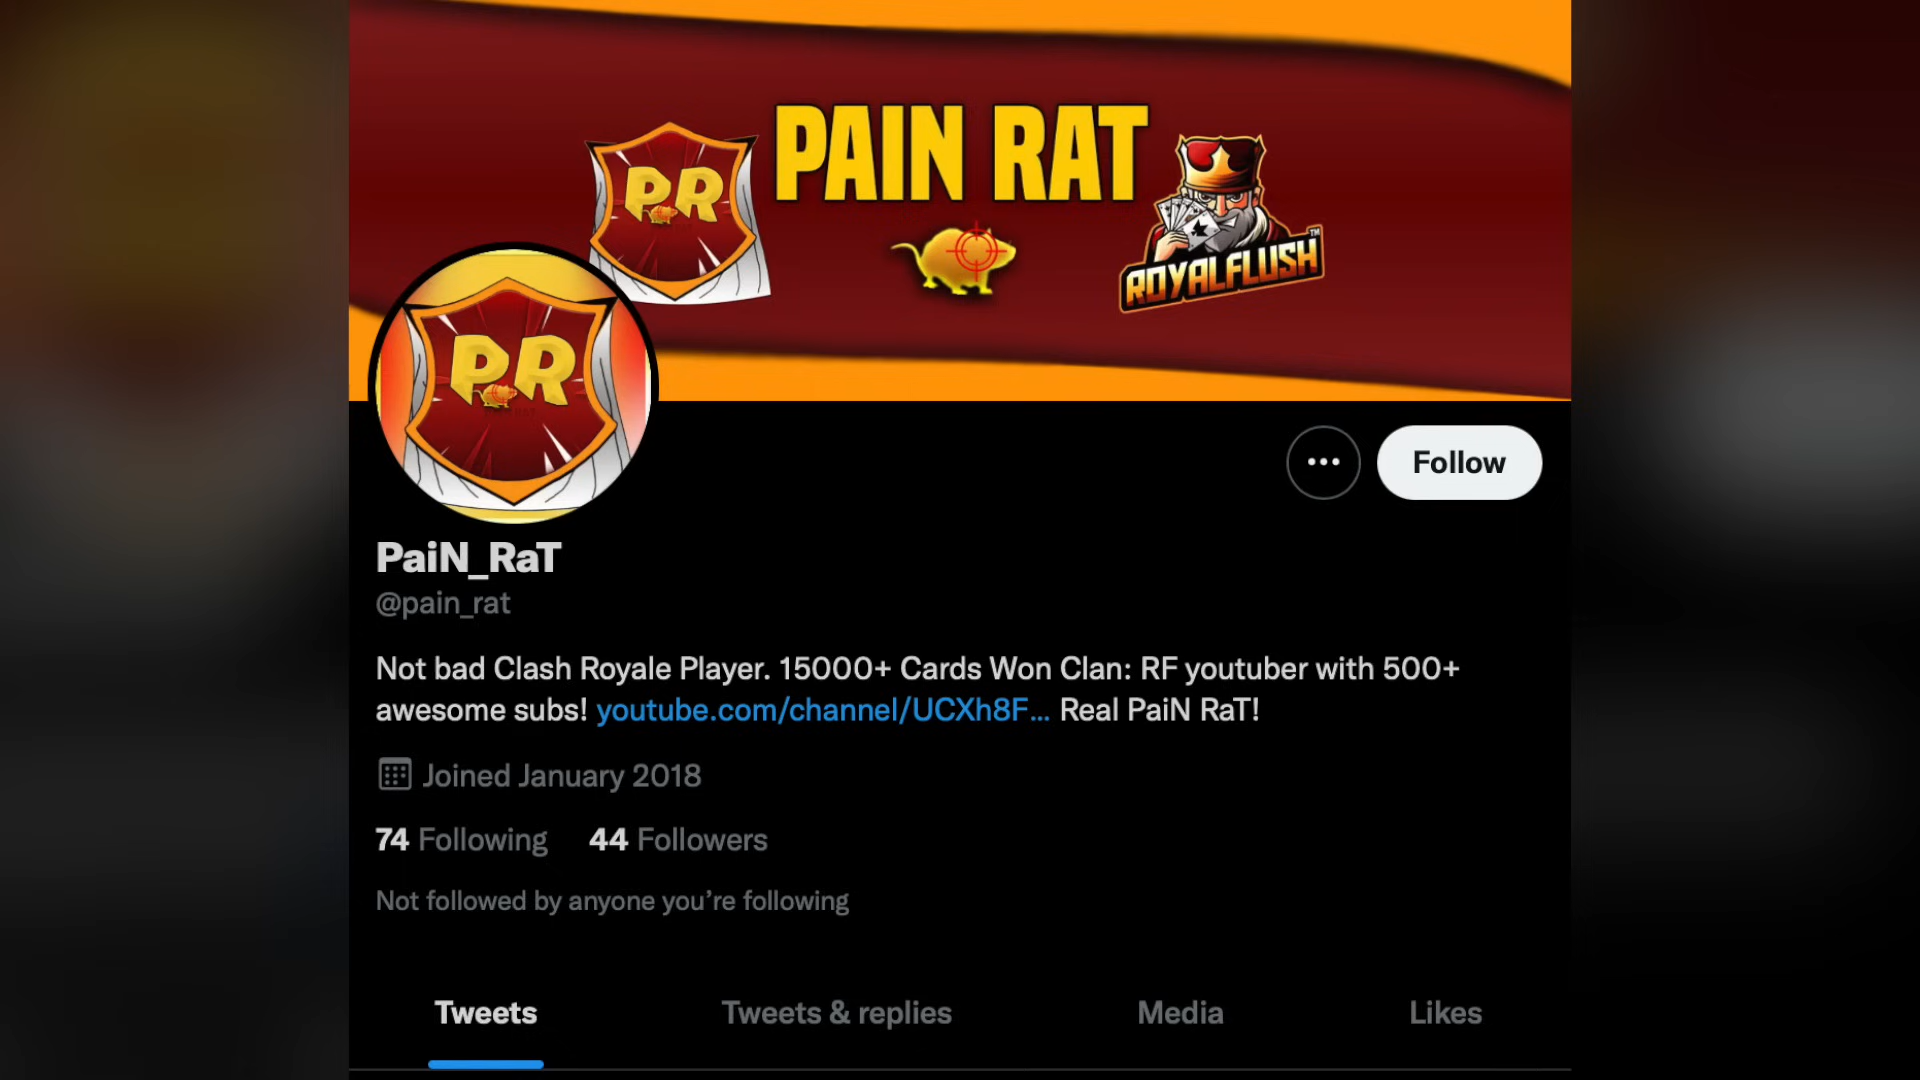 PAIN RAT
PR
ROYALFLUSH™
PR
Follow
PaiN_RaT
@pain_rat
Not bad Clash Royale Player. 15000+ Cards Won Clan: RF youtuber with 500+
awesome subs! youtube.com/channel/UCXh8F... Real PaiN RaT!
Joined January 2018
74 Following 44 Followers
Not followed by anyone you’re following
Tweets Tweets & replies Media Likes